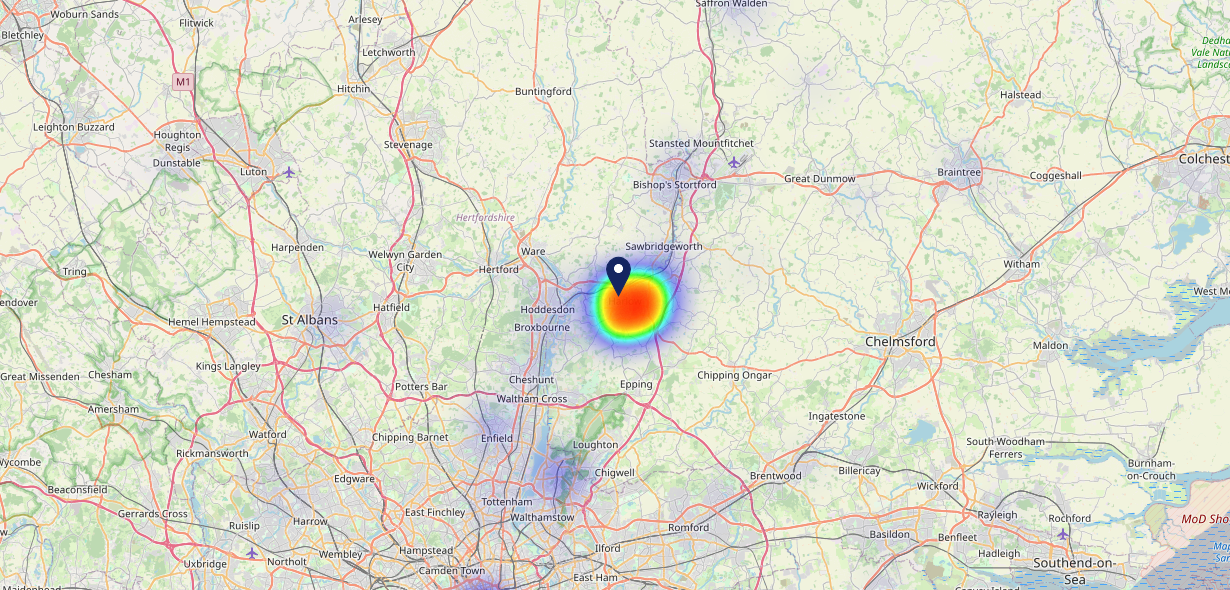 Saffron Walden
Woburn Sands
Arlesey
Flitwick
Bletchley
Letchworth
M1
Hitchin
Buntingford
Halstead
Leighton Buzzard
Houghton
Regis
Dunstable
Luton
Stevenage
Stansted Mountfitchet
Colchest
Bishop's Stortford
Great Dunmow
Braintree
Coggeshall
Hertfordshire
Harpenden
Welwyn Garden
City
Ware
Sawbridgeworth
Hertford
Witham
Tring
endover
Hemel Hempstead
St Albans
Hatfield
Hoddesdon
Broxbourne
West Me
Chelmsford
Maldon
Kings Langley
Great Missenden
Chesham
Potters Bar
Cheshunt
Waltham Cross
Epping
Chipping Ongar
Amersham
Ingatestone
Watford
Chipping Barnet
Enfield
Loughton
South Woodham
Ferrers
Rickmansworth
Wycombe
Edgware
Chigwell
Brentwood
Billericay
Burnham-
on-Crouch
Beaconsfield
Wickford
Gerrards Cross
East Finchley
Tottenham
Walthamstow
Rayleigh
Rochford
MoD Sho
Ruislip
Harrow
Romford
Basildon
Benfleet
Wembley
Hampstead
Ilford
Hadleigh
Uxbridge
Northolt
Camden Town
East Ham
Southend-on-
Sea
Dedha
Vale Nati
Landsca